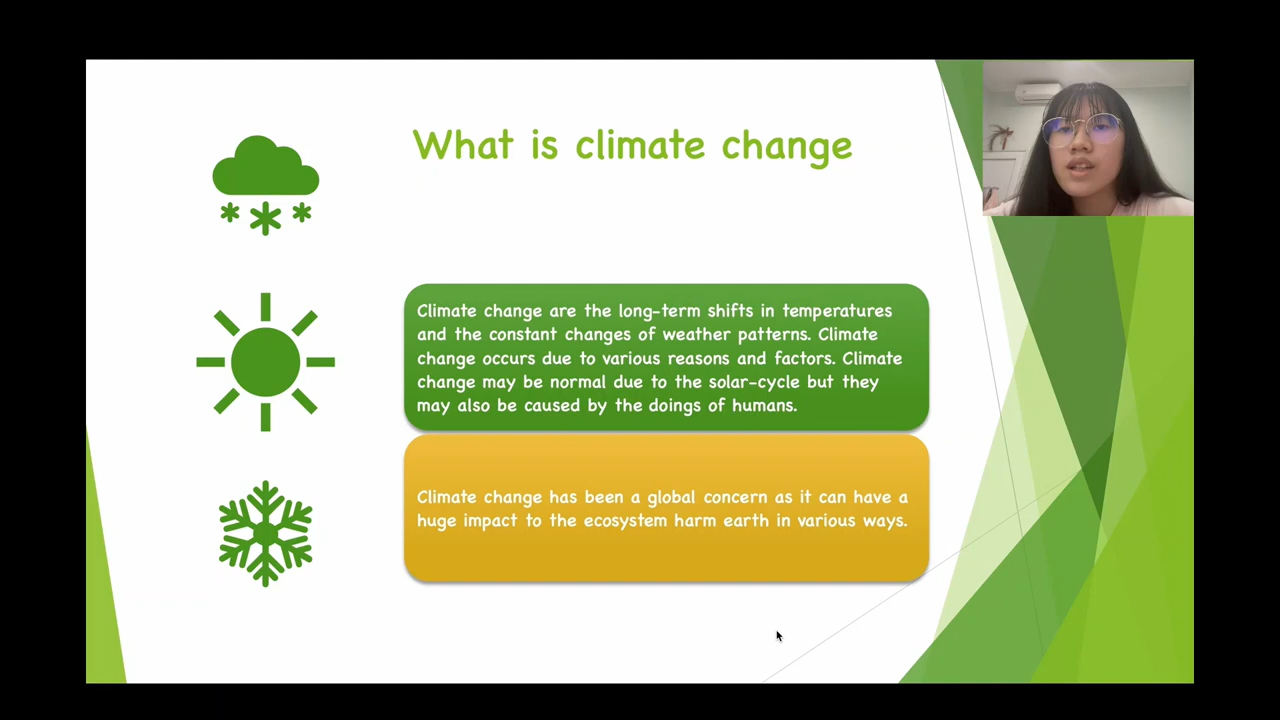 What is climate change
Climate change are the long-term shifts in temperatures
and the constant changes of weather patterns. Climate
change occurs due to various reasons and factors. Climate
change may be normal due to the solar-cycle but they
may also be caused by the doings of humans.
Climate change has been a global concern as it can have a
huge impact to the ecosystem harm earth in various ways.